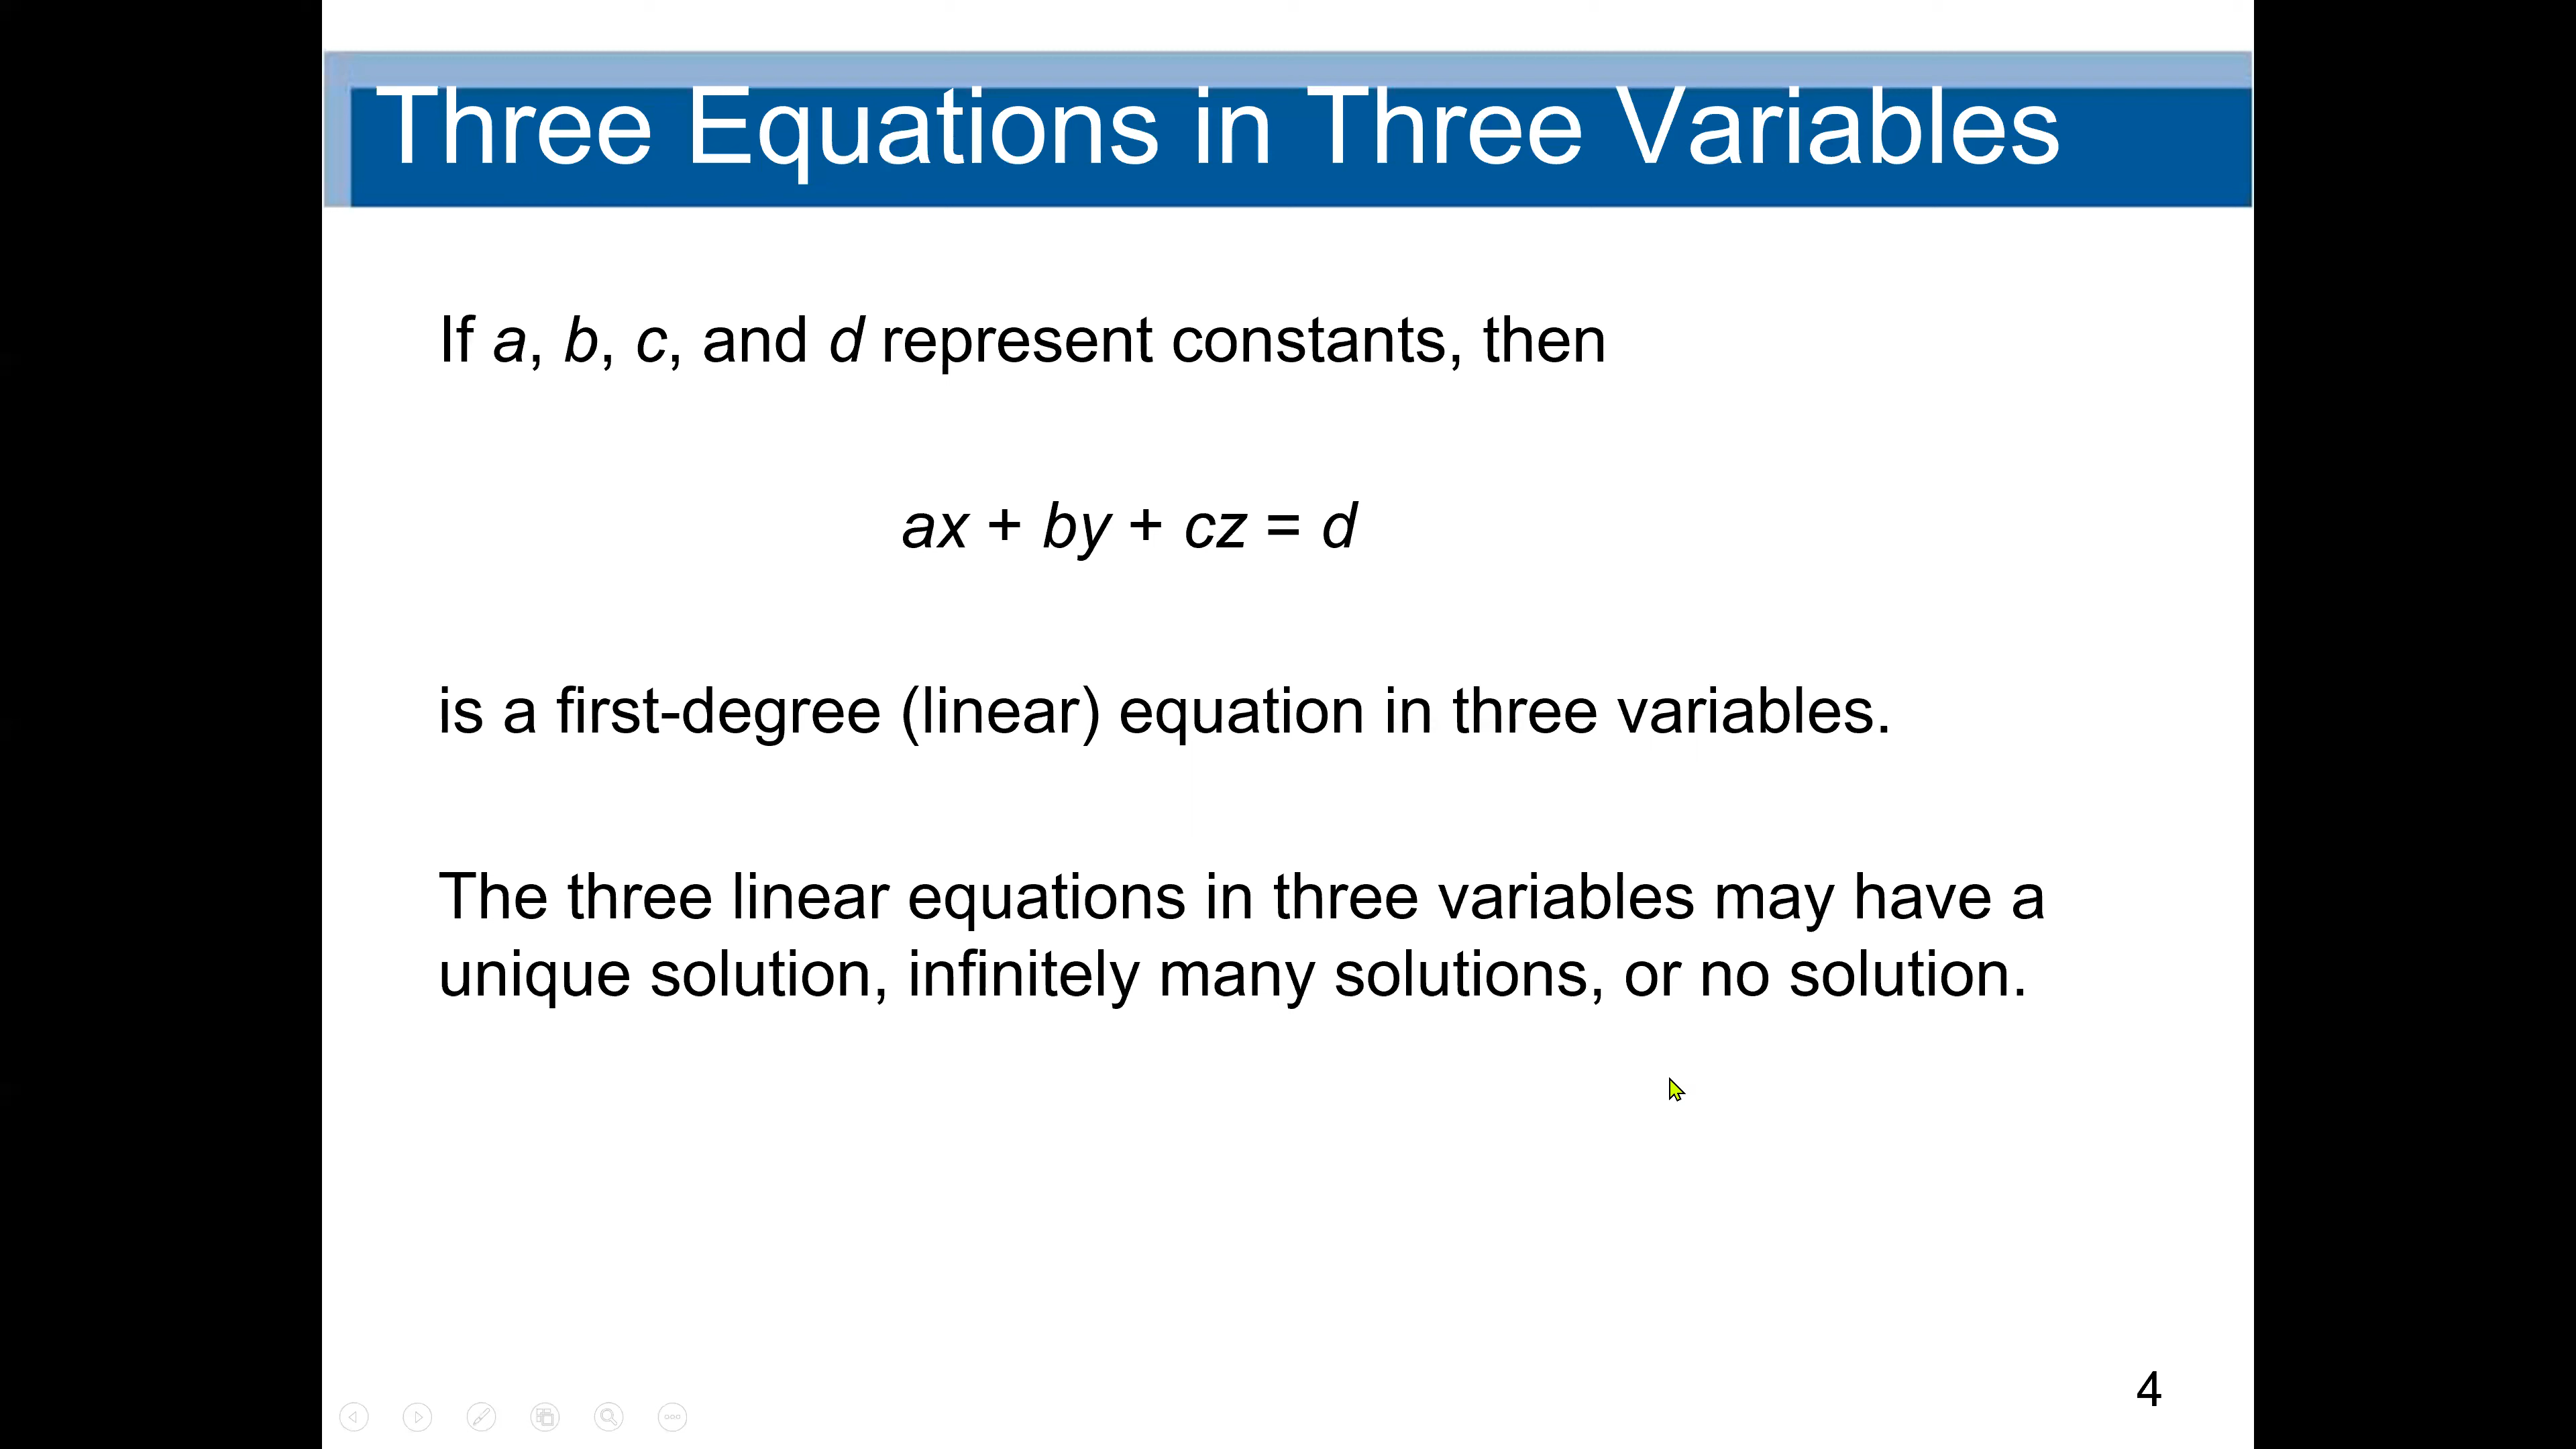 Three Equations in Three Variables
If a, b, c, and d represent constants, then
ax + by + cz = d
is a first-degree (linear) equation in three variables.
The three linear equations in three variables may have a
unique solution, infinitely many solutions, or no solution.
4